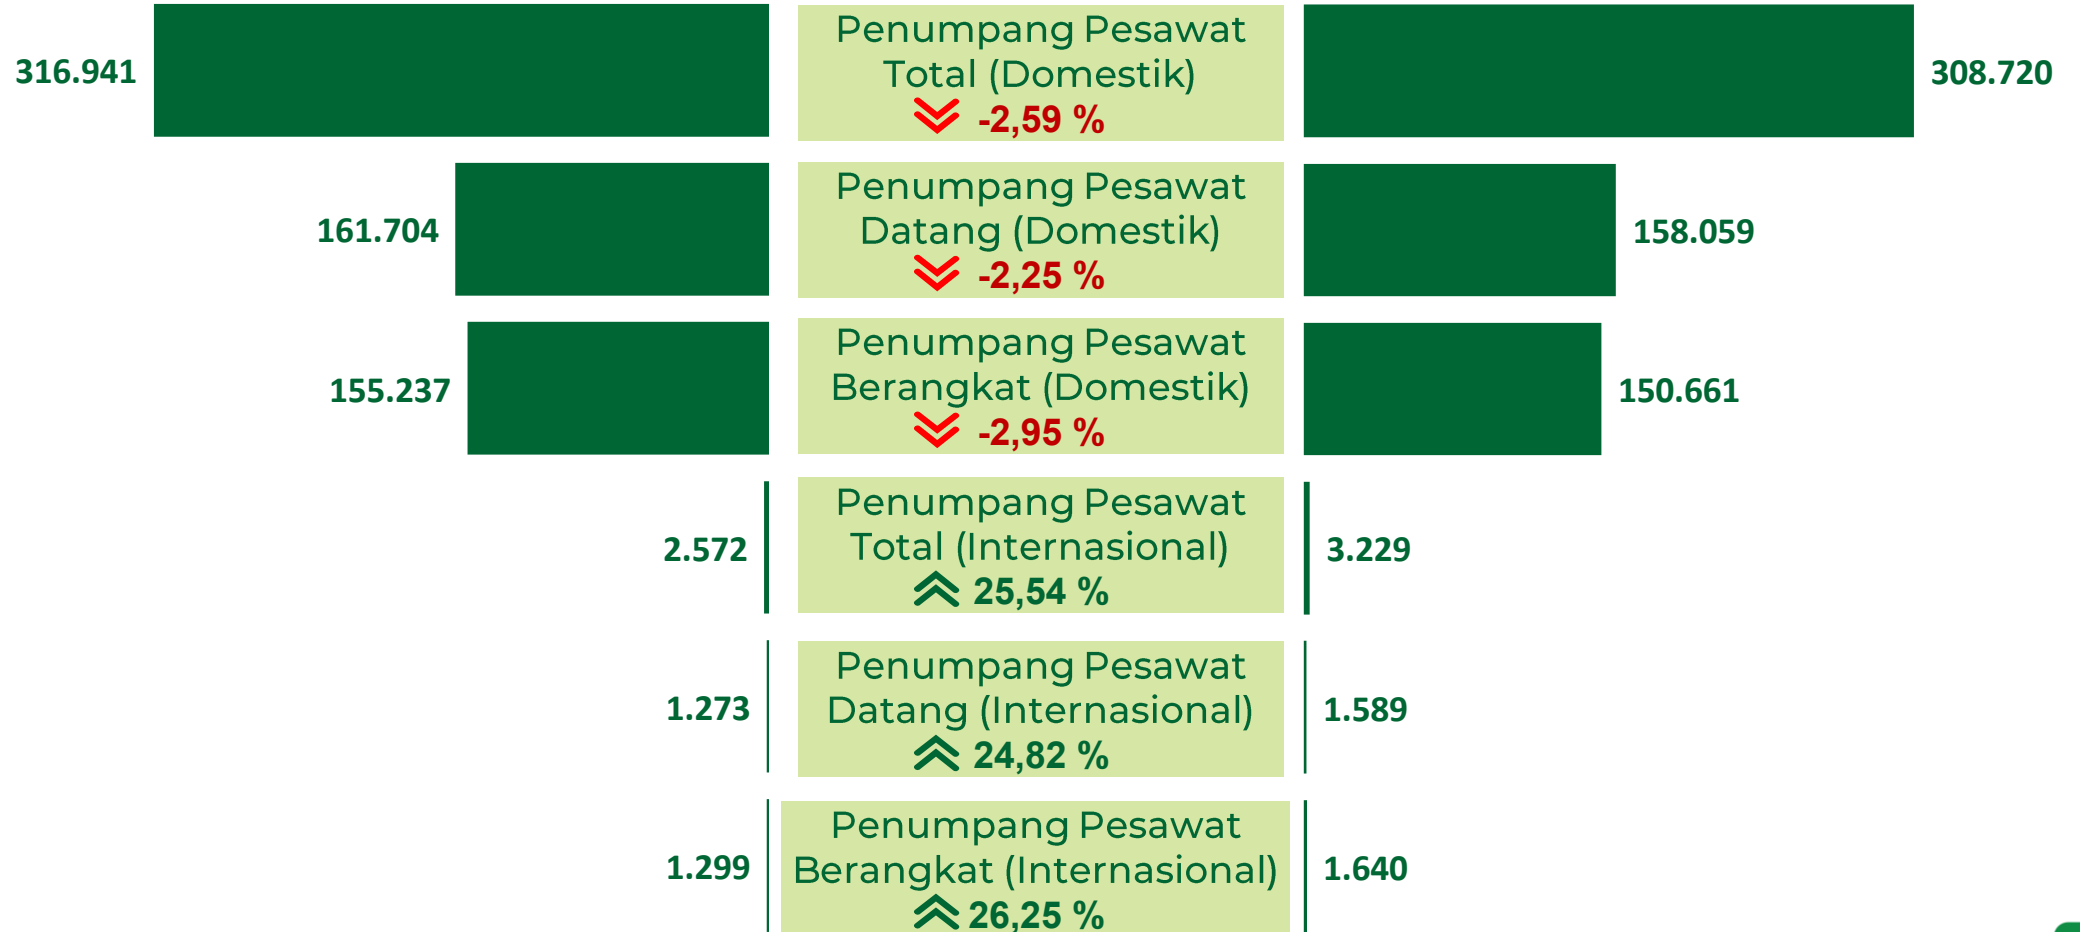 316.941
Penumpang Pesawat
Total (Domestik)
-2,59 %
308.720
161.704
Penumpang Pesawat
Datang (Domestik)
-2,25 %
158.059
155.237
Penumpang Pesawat
Berangkat (Domestik)
-2,95 %
150.661
2.572
Penumpang Pesawat
Total (Internasional)
25,54 %
3.229
1.273
Penumpang Pesawat
Datang (Internasional)
24,82 %
1.589
1.299
Penumpang Pesawat
Berangkat (Internasional)
26,25 %
1.640